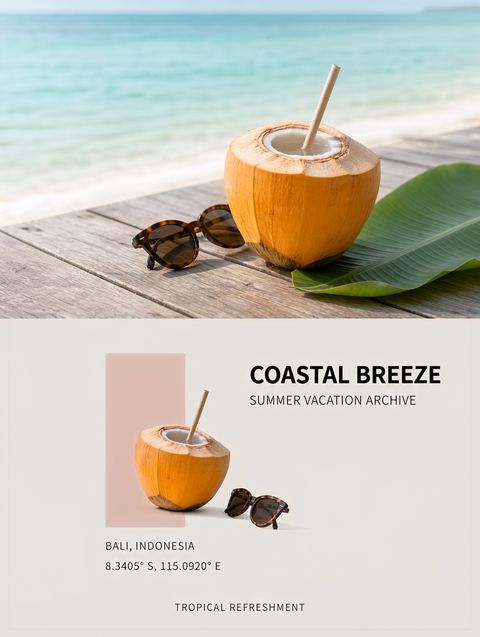 COASTAL BREEZE
SUMMER VACATION ARCHIVE
BALI, INDONESIA
8.3405° S, 115.0920° E
TROPICAL REFRESHMENT